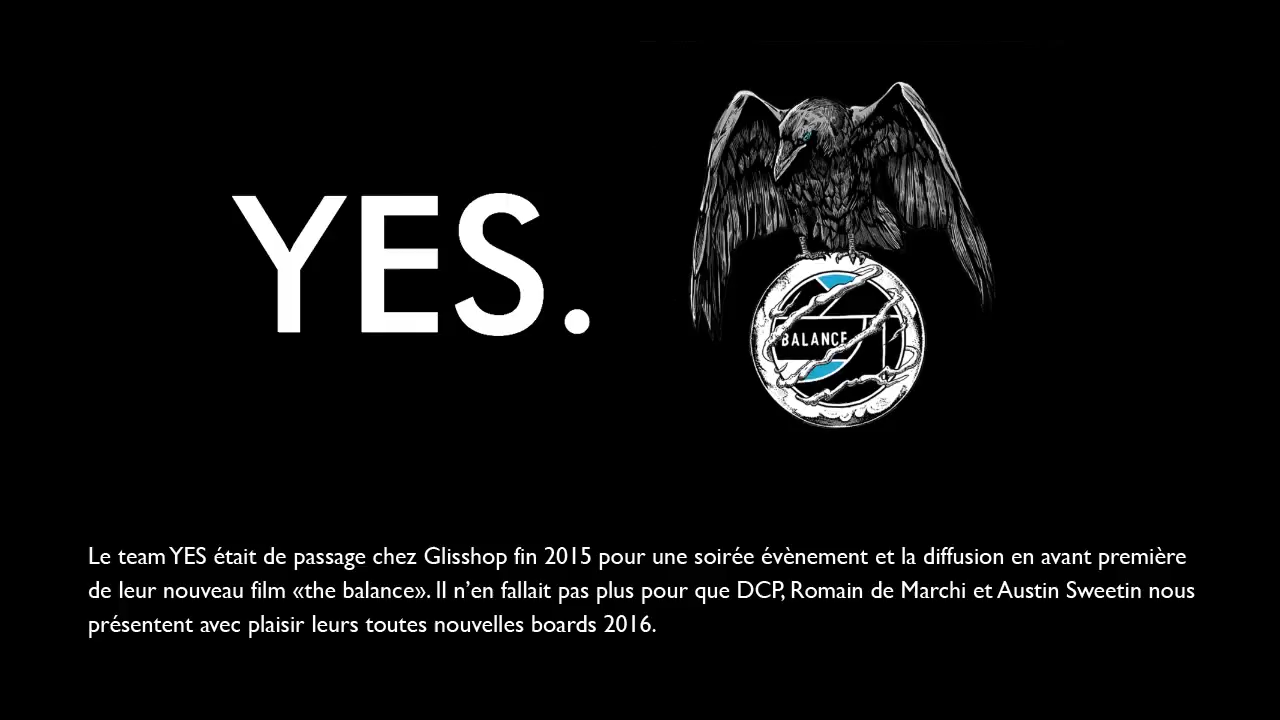 YES.
BALANCE
Le team YES était de passage chez Glisshop fin 2015 pour une soirée évènement et la diffusion en avant première
de leur nouveau film «the balance». Il n’en fallait pas plus pour que DCP, Romain de Marchi et Austin Sweetin nous
présentent avec plaisir leurs toutes nouvelles boards 2016.